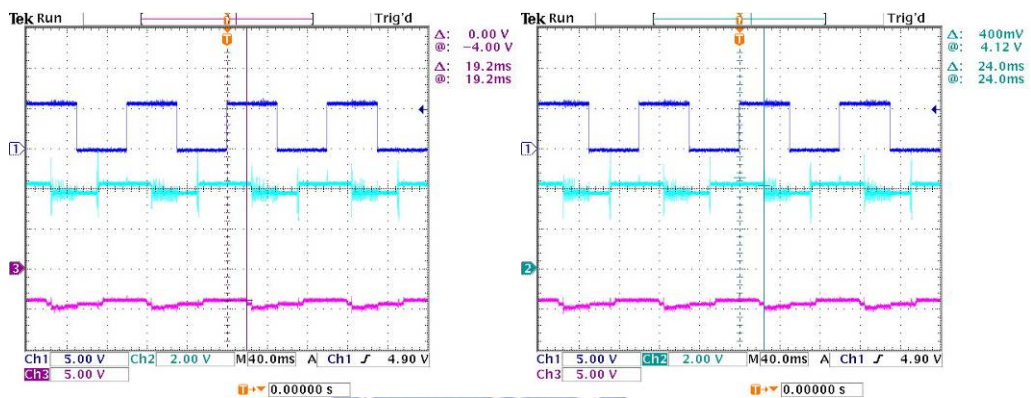 Tek Run Trig'd
T
T
Δ: 0.00 V
@: −4.00 V
Δ: 19.2ms
@: 19.2ms
1
3
Ch1 5.00 V Ch2 2.00 V M 40.0ms A Ch1 ƒ 4.90 V
Ch3 5.00 V
T 0.00000 s
Tek Run Trig'd
T
T
Δ: 400mV
@: 4.12 V
Δ: 24.0ms
@: 24.0ms
1
2
Ch1 5.00 V Ch2 2.00 V M 40.0ms A Ch1 ƒ 4.90 V
Ch3 5.00 V
T 0.00000 s